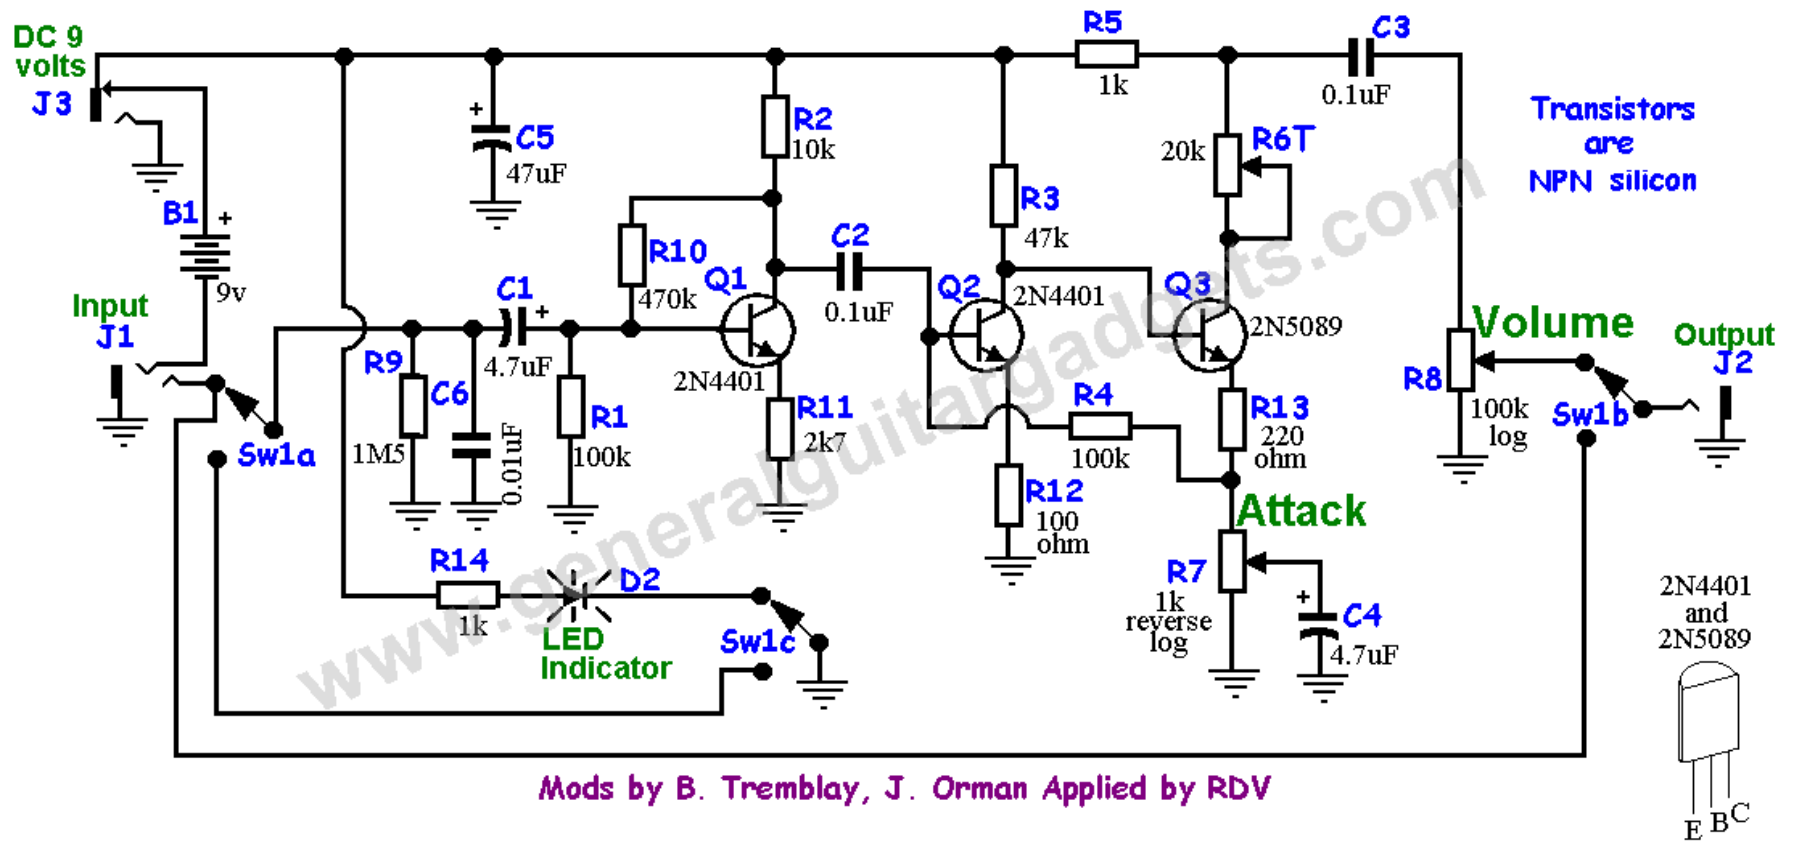 DC 9
volts
J3
B1
+
9v
Input
J1
Sw1a
+
C5
47uF
R2
10k
R10
470k
C1
+
4.7uF
R9
1M5
C6
0.01uF
R1
100k
Q1
2N4401
R11
2k7
C2
0.1uF
Q2
2N4401
R3
47k
R5
1k
R6T
20k
Q3
2N5089
R4
100k
R12
100
ohm
R13
220
ohm
Attack
R7
1k
reverse
log
+
C4
4.7uF
C3
0.1uF
Transistors
are
NPN silicon
Volume
R8
100k
log
Sw1b
Output
J2
R14
1k
D2
LED
Indicator
Sw1c
2N4401
and
2N5089
E B C
www.generalguitargadgets.com
Mods by B. Tremblay, J. Orman Applied by RDV